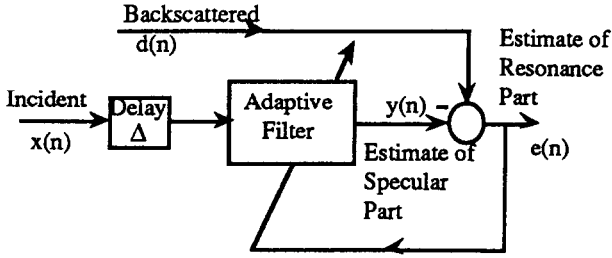 Backscattered
d(n)
Estimate of
Resonance
Part
Incident
x(n)
Delay
Δ
Adaptive
Filter
y(n)
−
e(n)
Estimate of
Specular
Part